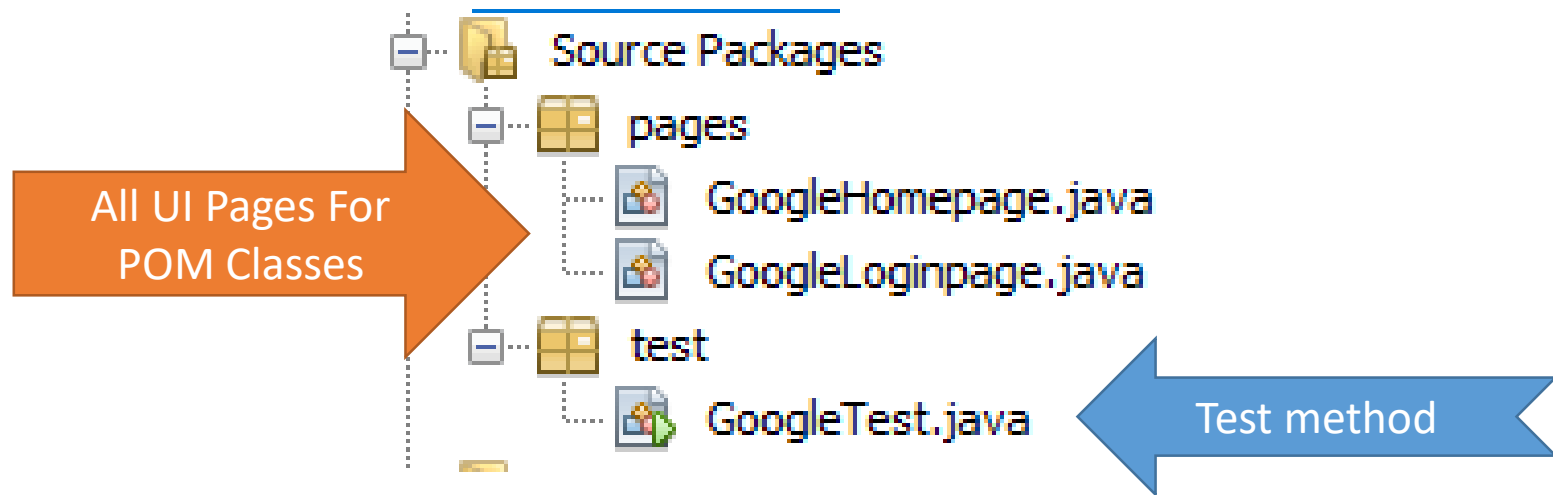 Source Packages
pages
All UI Pages For
POM Classes
GoogleHomepage.java
GoogleLoginpage.java
test
GoogleTest.java
Test method